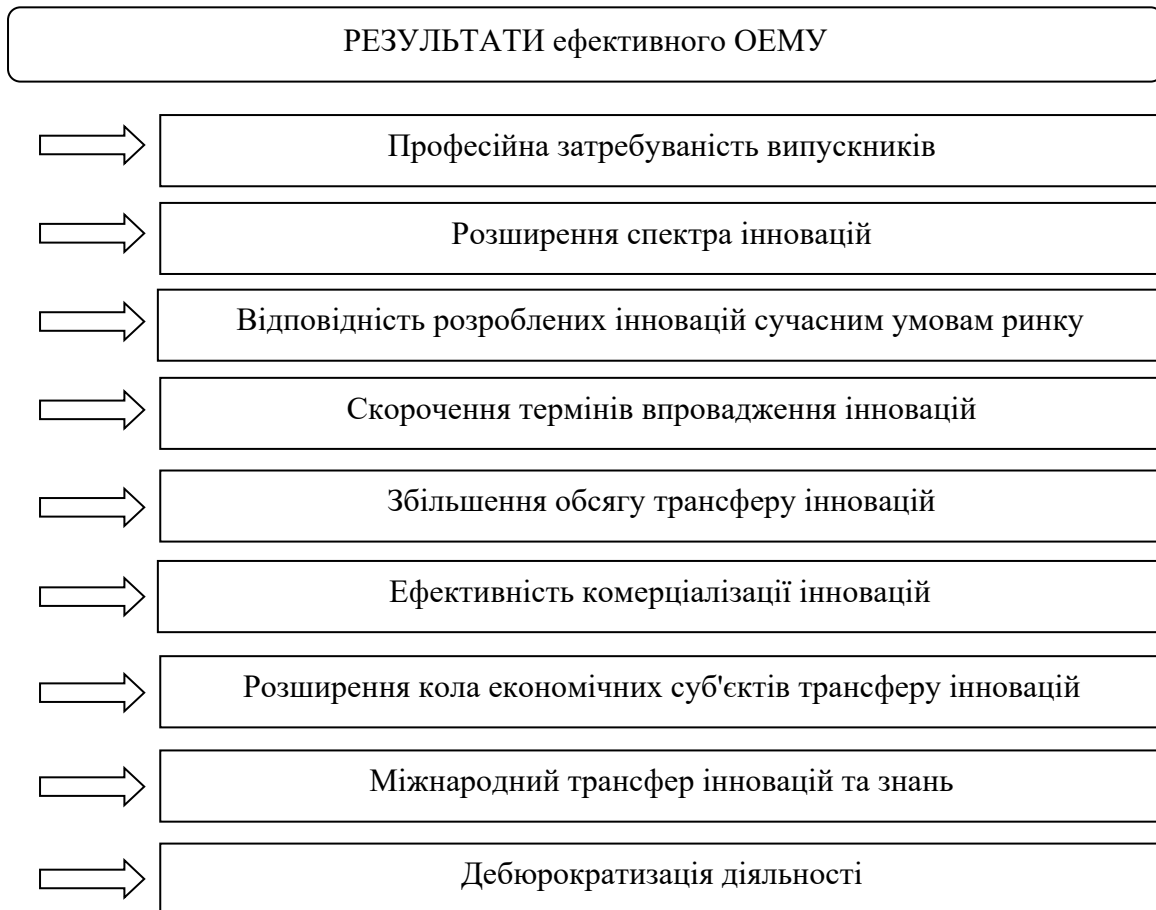 РЕЗУЛЬТАТИ ефективного ОЕМУ
Професійна затребуваність випускників
Розширення спектра інновацій
Відповідність розроблених інновацій сучасним умовам ринку
Скорочення термінів впровадження інновацій
Збільшення обсягу трансферу інновацій
Ефективність комерціалізації інновацій
Розширення кола економічних суб'єктів трансферу інновацій
Міжнародний трансфер інновацій та знань
Дебюрократизація діяльності